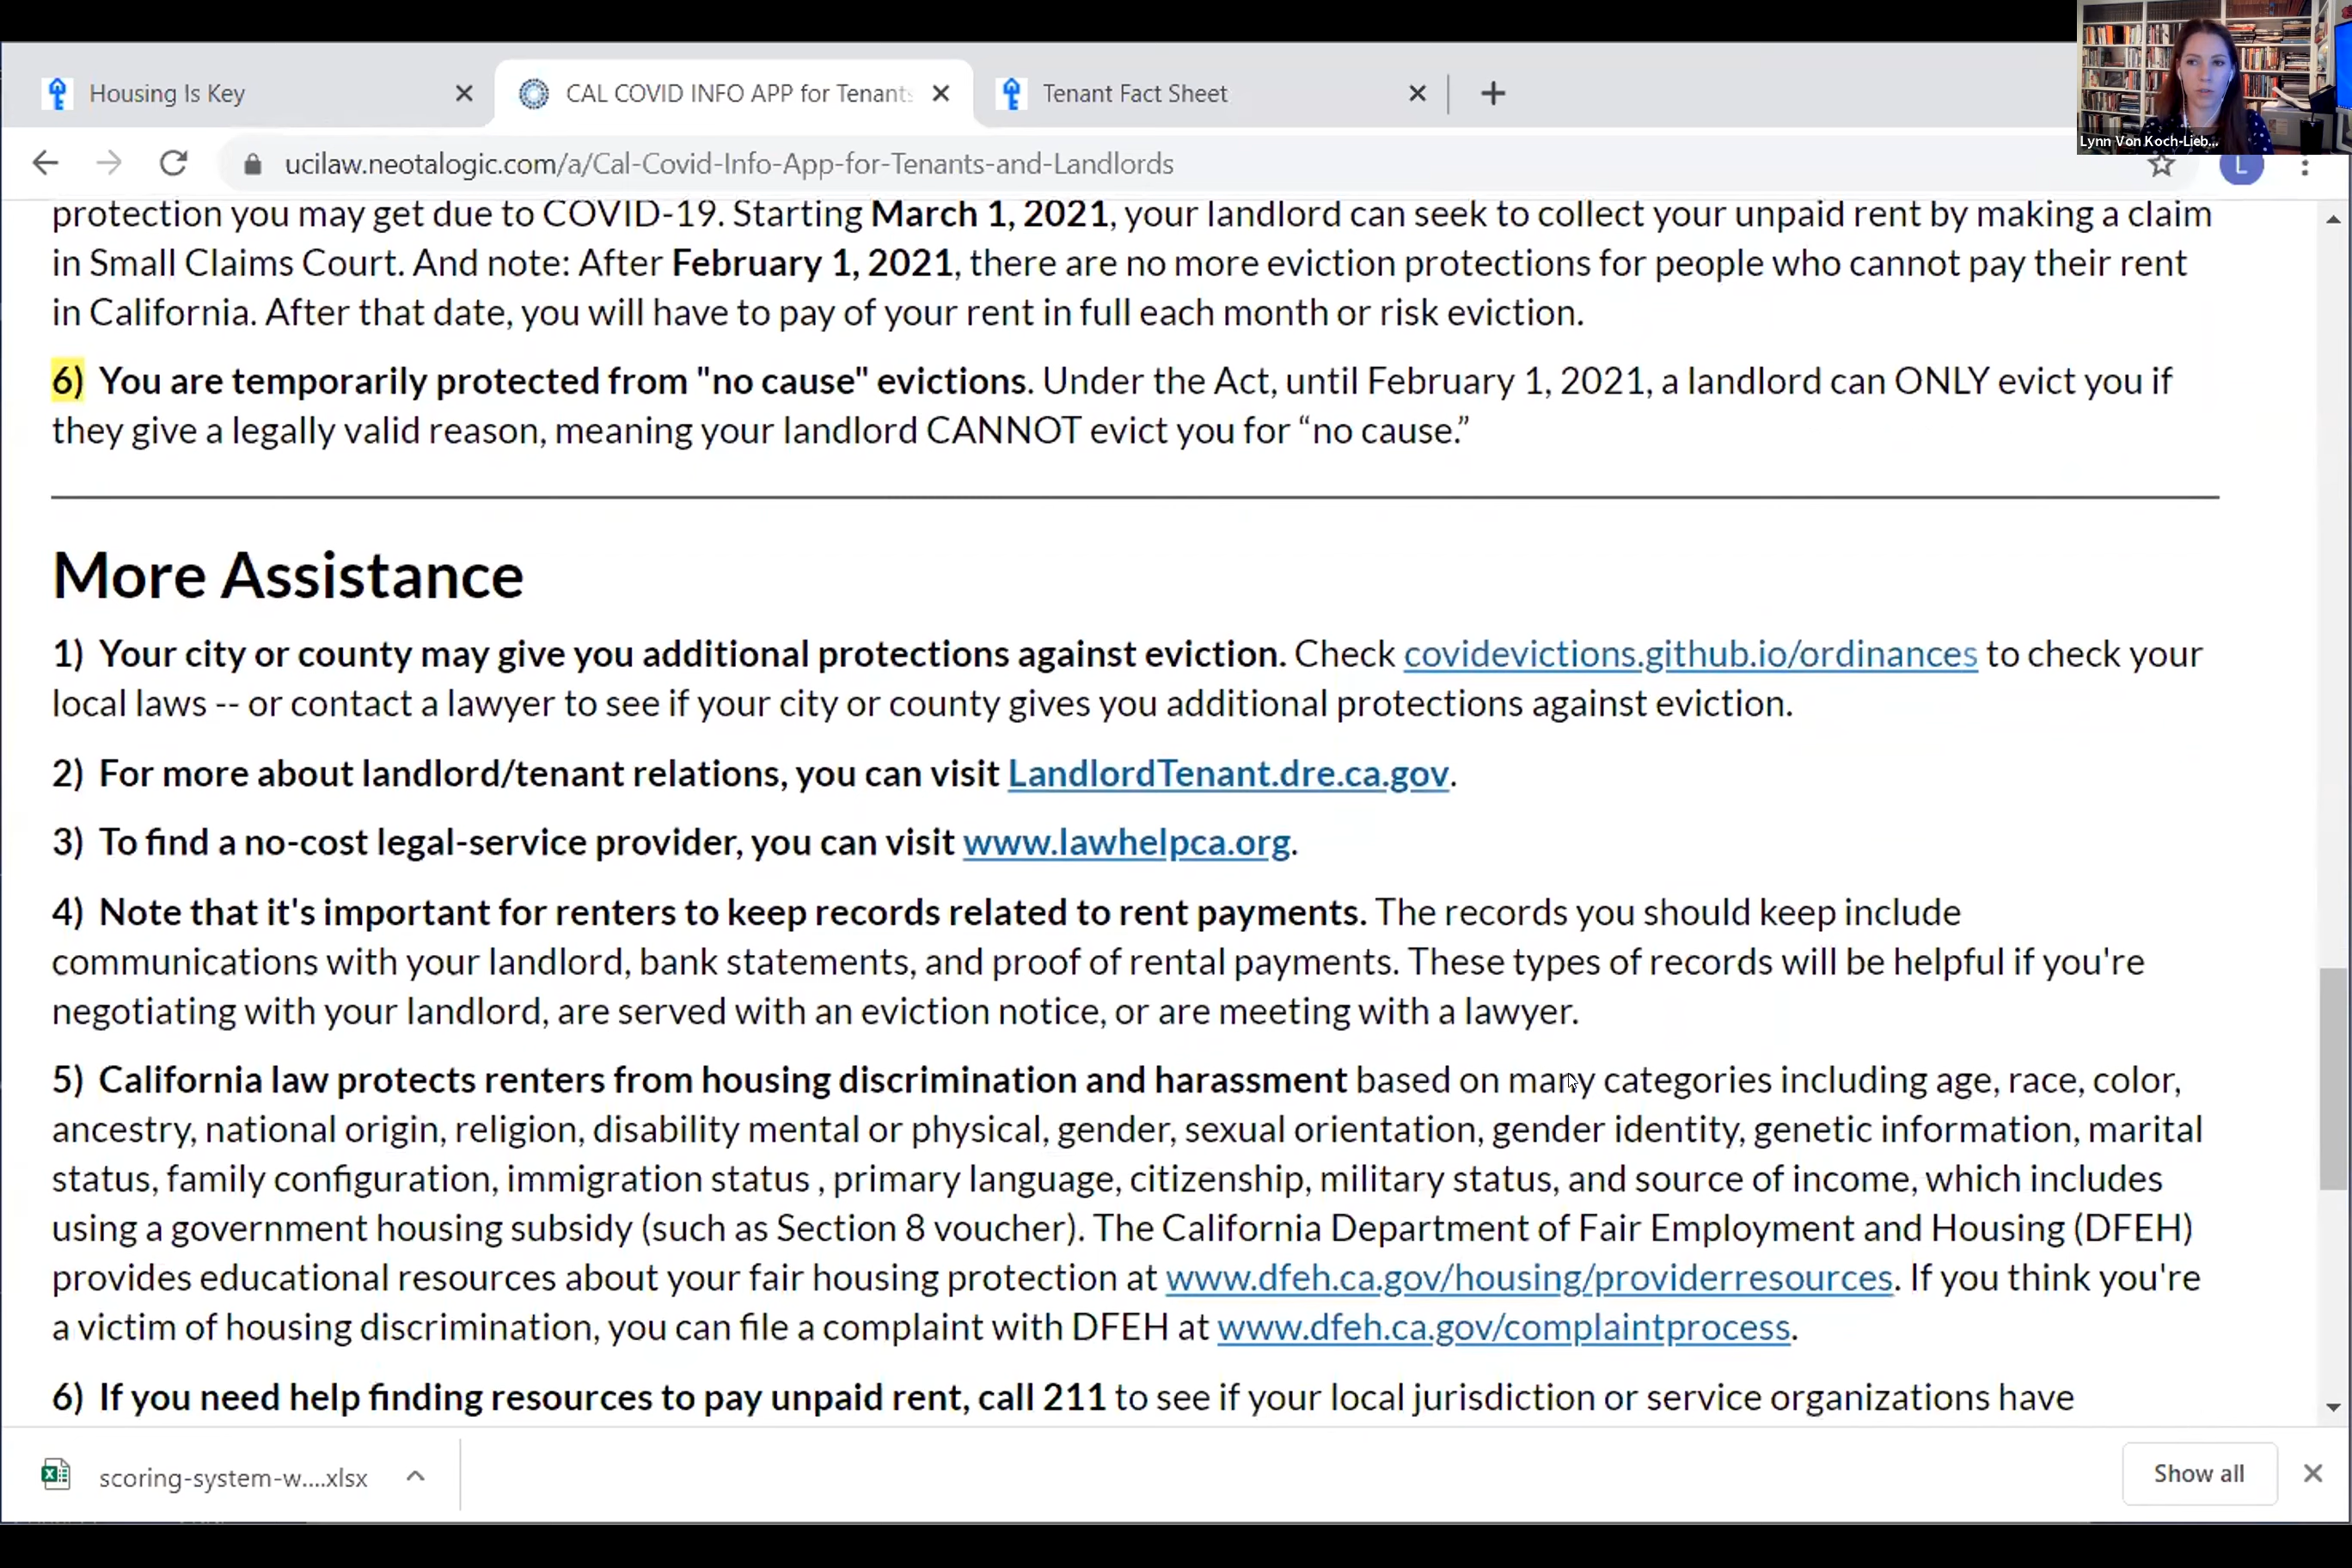 Housing Is Key
CAL COVID INFO APP for Tenants
Tenant Fact Sheet
Lynn Von Koch-Lieb...
ucilaw.neotalogic.com/a/Cal-Covid-Info-App-for-Tenants-and-Landlords
L
protection you may get due to COVID-19. Starting March 1, 2021, your landlord can seek to collect your unpaid rent by making a claim
in Small Claims Court. And note: After February 1, 2021, there are no more eviction protections for people who cannot pay their rent
in California. After that date, you will have to pay of your rent in full each month or risk eviction.
6) You are temporarily protected from "no cause" evictions. Under the Act, until February 1, 2021, a landlord can ONLY evict you if
they give a legally valid reason, meaning your landlord CANNOT evict you for “no cause.”
More Assistance
1) Your city or county may give you additional protections against eviction. Check covidevictions.github.io/ordinances to check your
local laws -- or contact a lawyer to see if your city or county gives you additional protections against eviction.
2) For more about landlord/tenant relations, you can visit LandlordTenant.dre.ca.gov.
3) To find a no-cost legal-service provider, you can visit www.lawhelpca.org.
4) Note that it's important for renters to keep records related to rent payments. The records you should keep include
communications with your landlord, bank statements, and proof of rental payments. These types of records will be helpful if you're
negotiating with your landlord, are served with an eviction notice, or are meeting with a lawyer.
5) California law protects renters from housing discrimination and harassment based on many categories including age, race, color,
ancestry, national origin, religion, disability mental or physical, gender, sexual orientation, gender identity, genetic information, marital
status, family configuration, immigration status , primary language, citizenship, military status, and source of income, which includes
using a government housing subsidy (such as Section 8 voucher). The California Department of Fair Employment and Housing (DFEH)
provides educational resources about your fair housing protection at www.dfeh.ca.gov/housing/providerresources. If you think you're
a victim of housing discrimination, you can file a complaint with DFEH at www.dfeh.ca.gov/complaintprocess.
6) If you need help finding resources to pay unpaid rent, call 211 to see if your local jurisdiction or service organizations have
scoring-system-w....xlsx
Show all